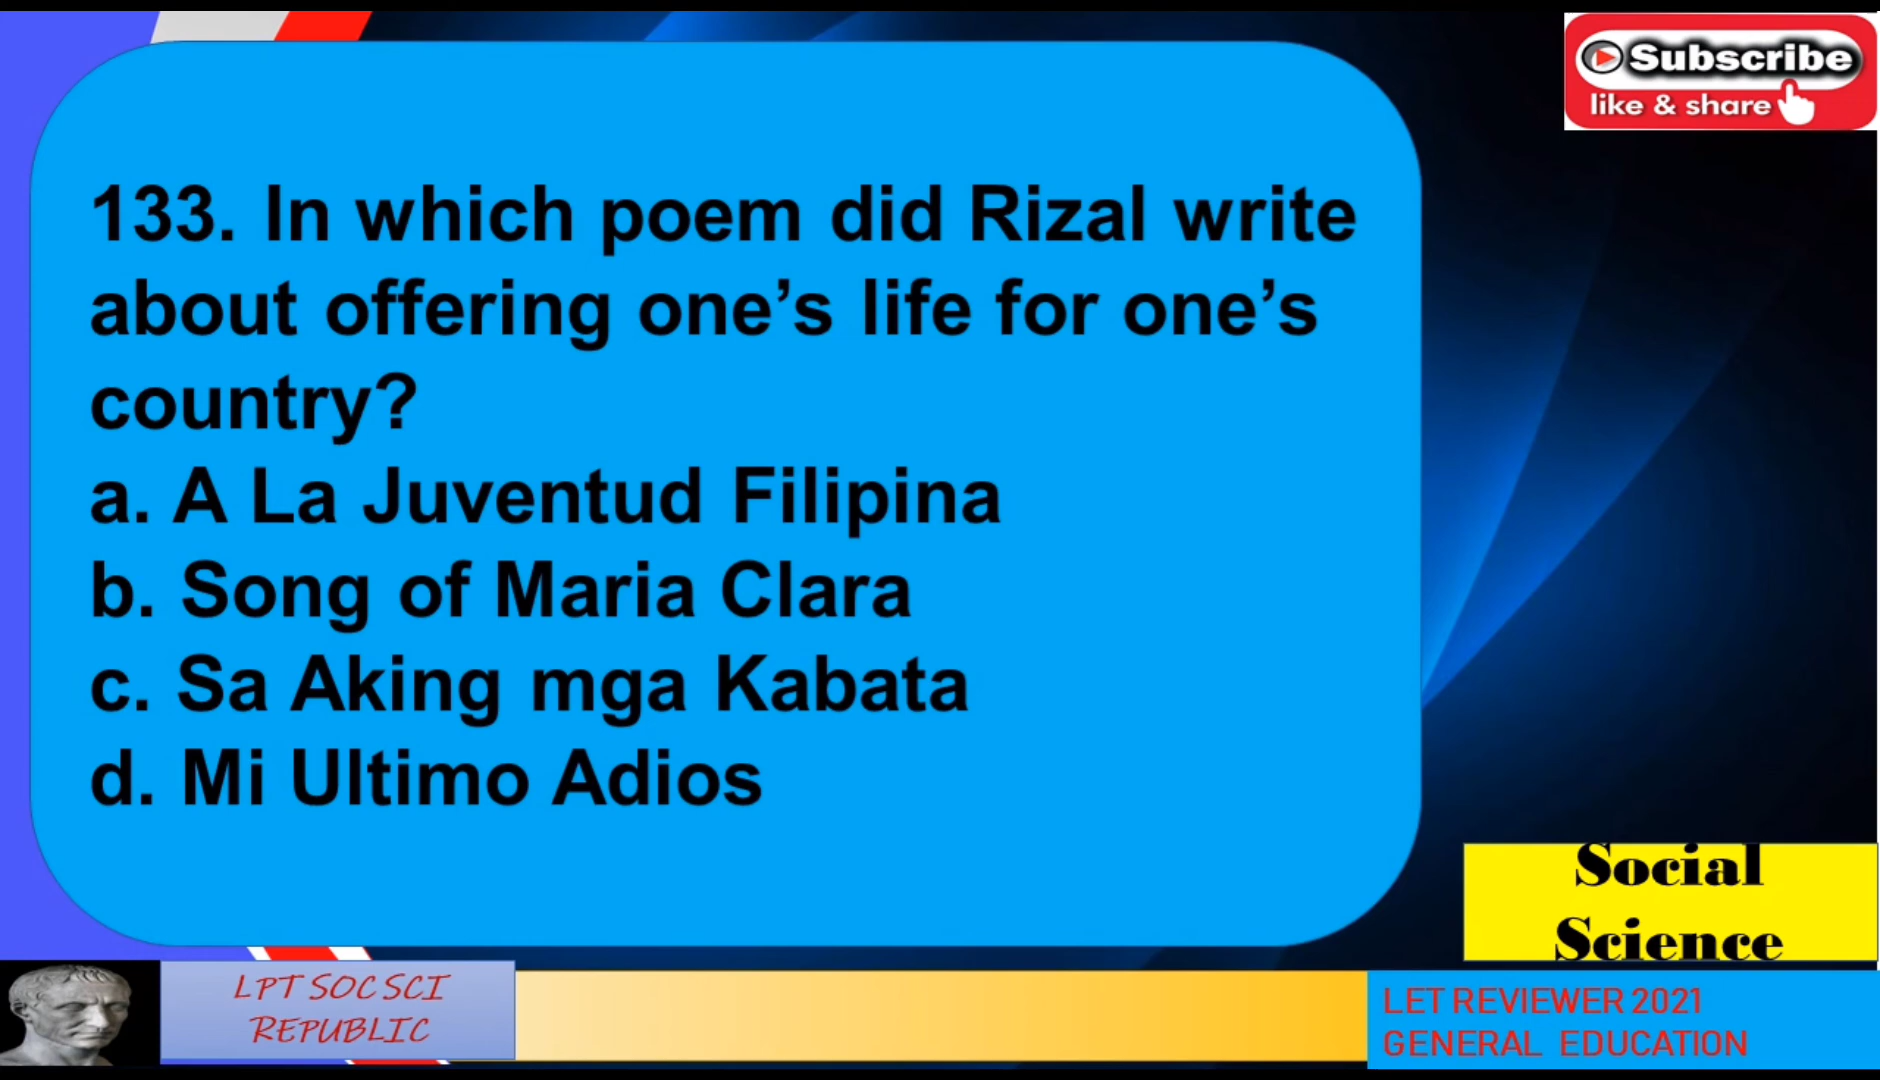 Subscribe
like & share
133. In which poem did Rizal write
about offering one’s life for one’s
country?
a. A La Juventud Filipina
b. Song of Maria Clara
c. Sa Aking mga Kabata
d. Mi Ultimo Adios
Social
Science
LPT SOC SCI
REPUBLIC
LET REVIEWER 2021
GENERAL EDUCATION